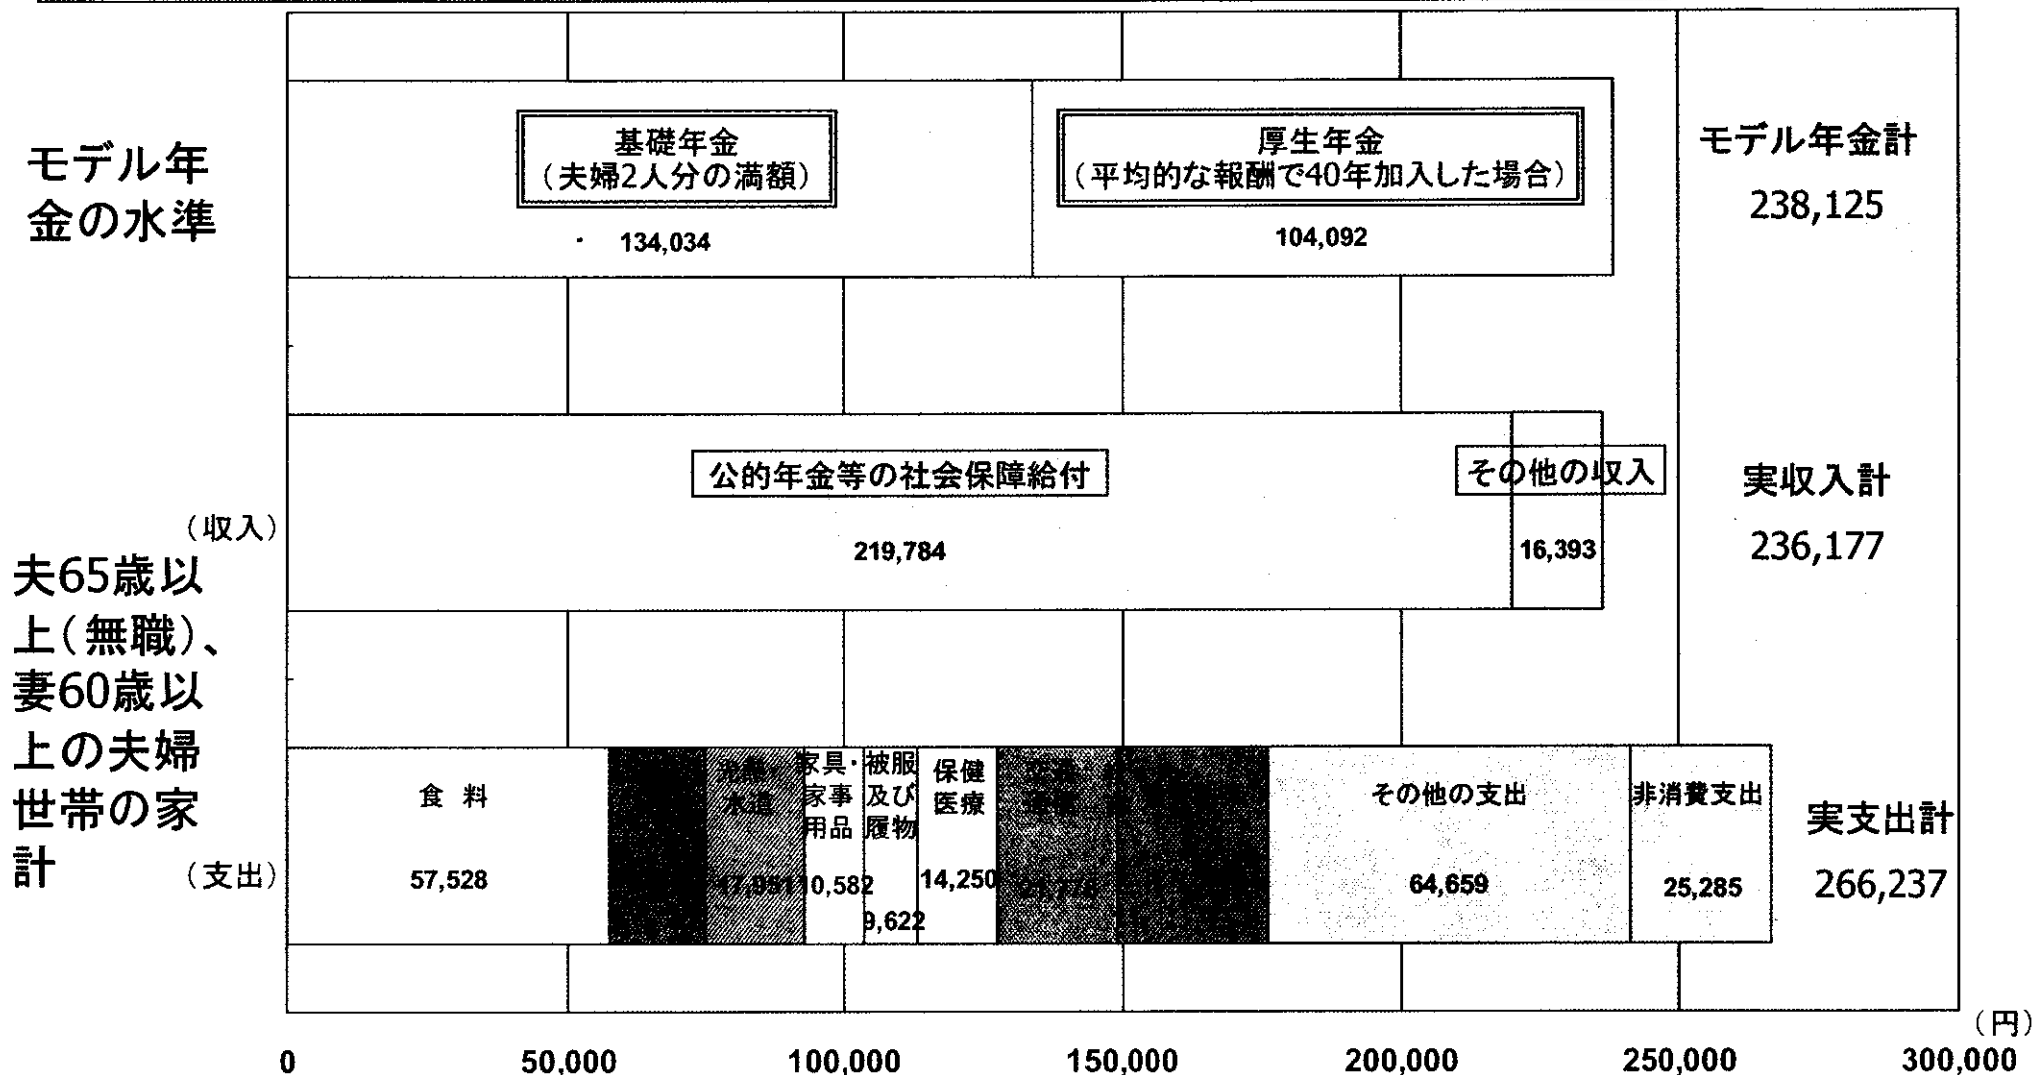 モデル年
金の水準
基礎年金
（夫婦2人分の満額）
134,034
厚生年金
（平均的な報酬で40年加入した場合）
104,092
モデル年金計
238,125
夫65歳以
上（無職）、
妻60歳以
上の夫婦
世帯の家
計
（収入）
公的年金等の社会保障給付
219,784
その他の収入
16,393
実収入計
236,177
（支出）
食 料
57,528
水道
家具・
家事
用品
10,582
被服
及び
履物
9,622
保健
医療
14,250
その他の支出
64,659
非消費支出
25,285
実支出計
266,237
（円）
0
50,000
100,000
150,000
200,000
250,000
300,000